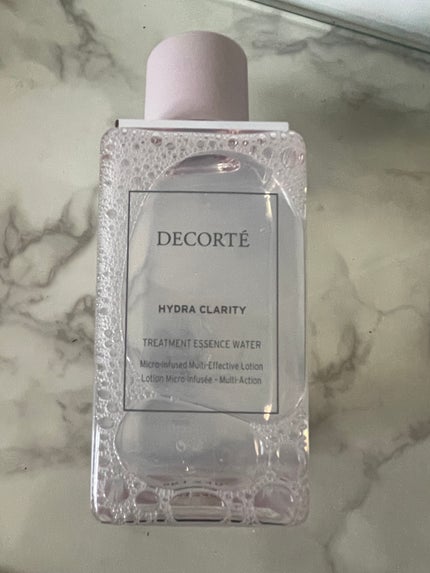 DECORTÉ
HYDRA CLARITY
TREATMENT ESSENCE WATER
Micro-Infused Multi-Effective Lotion
Lotion Micro-Infusée - Multi-Action